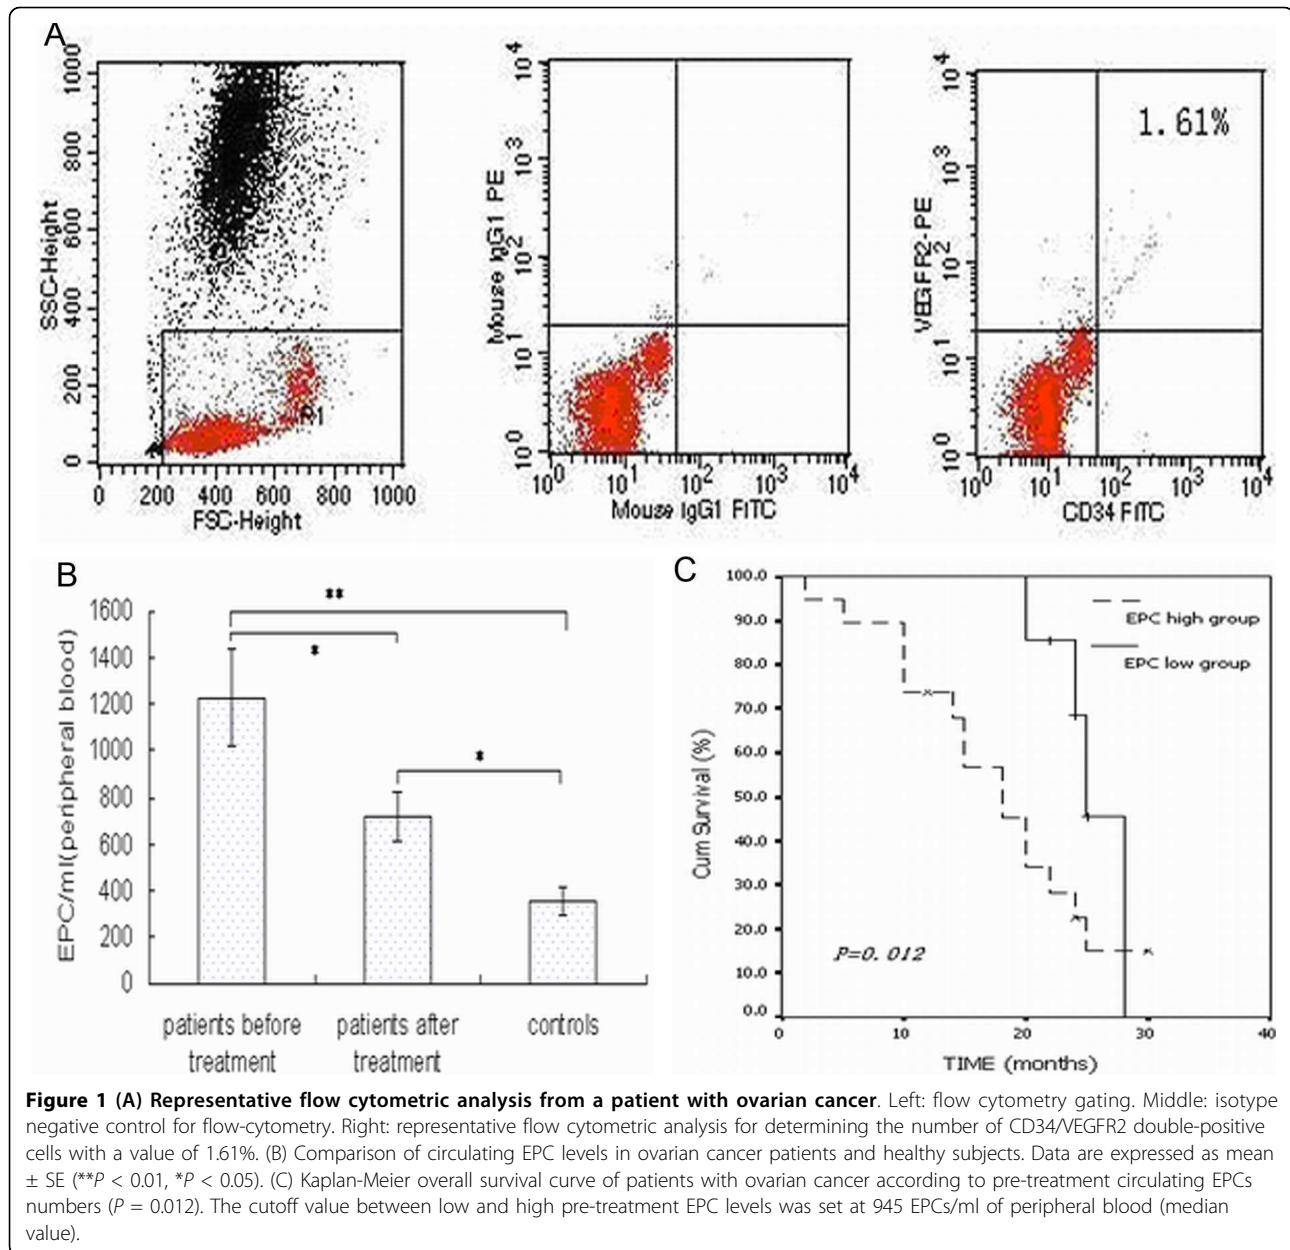 A
1000
800
600
400
200
0
SSC-Height
0 200 400 600 800 1000
FSC-Height
R1
10^4
10^3
10^2
10^1
10^0
Mouse IgG1 PE
10^0 10^1 10^2 10^3 10^4
Mouse IgG1 FITC
10^4
10^3
10^2
10^1
10^0
VEGFR2-PE
1.61%
10^0 10^1 10^2 10^3 10^4
CD34 FITC
B
1600
1400
1200
1000
800
600
400
200
0
EPC/ml(peripheral blood)
**
*
*
patients before
treatment
patients after
treatment
controls
C
100.0
90.0
80.0
70.0
60.0
50.0
40.0
30.0
20.0
10.0
0.0
Cum Survival (%)
EPC high group
EPC low group
P=0.012
0 10 20 30 40
TIME (months)
Figure 1 (A) Representative flow cytometric analysis from a patient with ovarian cancer. Left: flow cytometry gating. Middle: isotype
negative control for flow-cytometry. Right: representative flow cytometric analysis for determining the number of CD34/VEGFR2 double-positive
cells with a value of 1.61%. (B) Comparison of circulating EPC levels in ovarian cancer patients and healthy subjects. Data are expressed as mean
± SE (**P < 0.01, *P < 0.05). (C) Kaplan-Meier overall survival curve of patients with ovarian cancer according to pre-treatment circulating EPCs
numbers (P = 0.012). The cutoff value between low and high pre-treatment EPC levels was set at 945 EPCs/ml of peripheral blood (median
value).